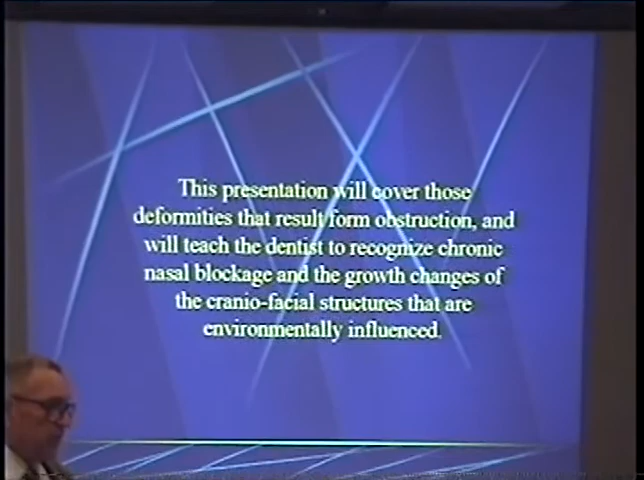 This presentation will cover those
deformities that result form obstruction, and
will teach the dentist to recognize chronic
nasal blockage and the growth changes of
the cranio-facial structures that are
environmentally influenced.